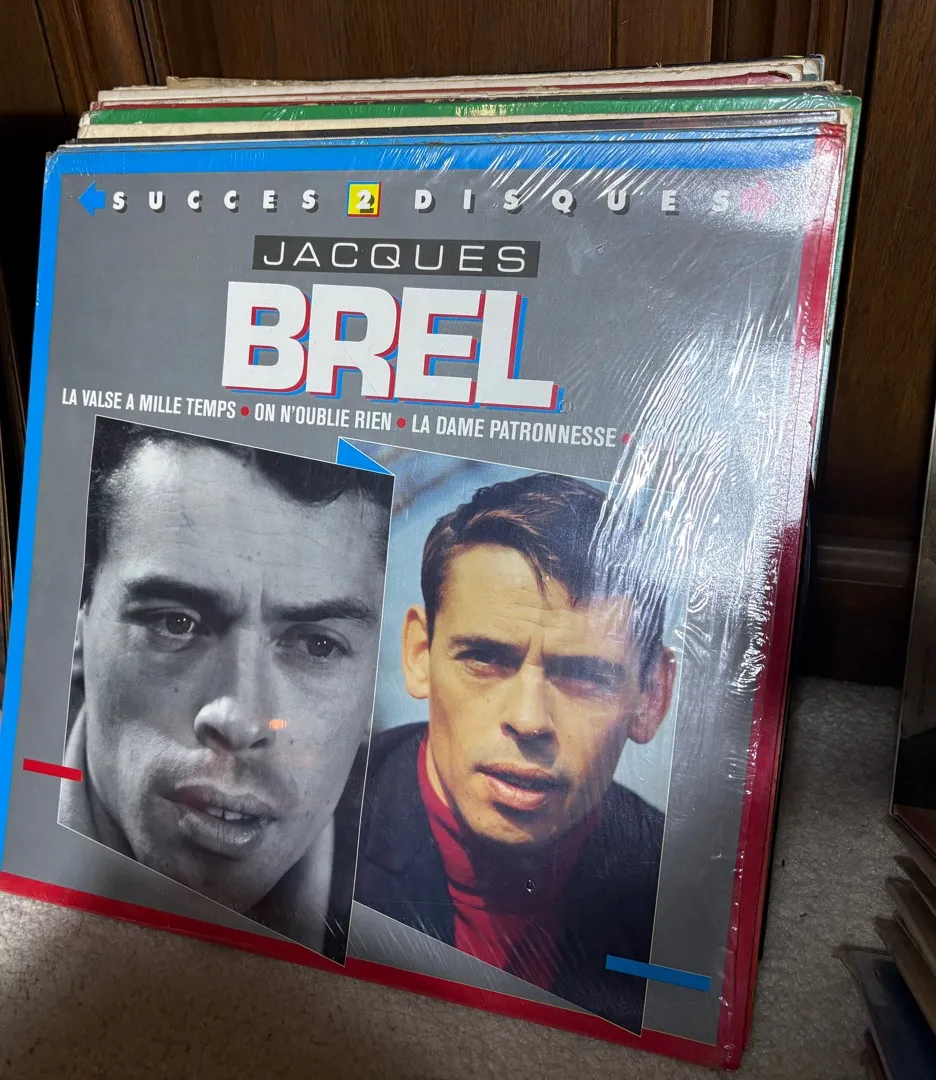 SUCCES 2 DISQUES
JACQUES
BREL
LA VALSE A MILLE TEMPS • ON N'OUBLIE RIEN • LA DAME PATRONNESSE •